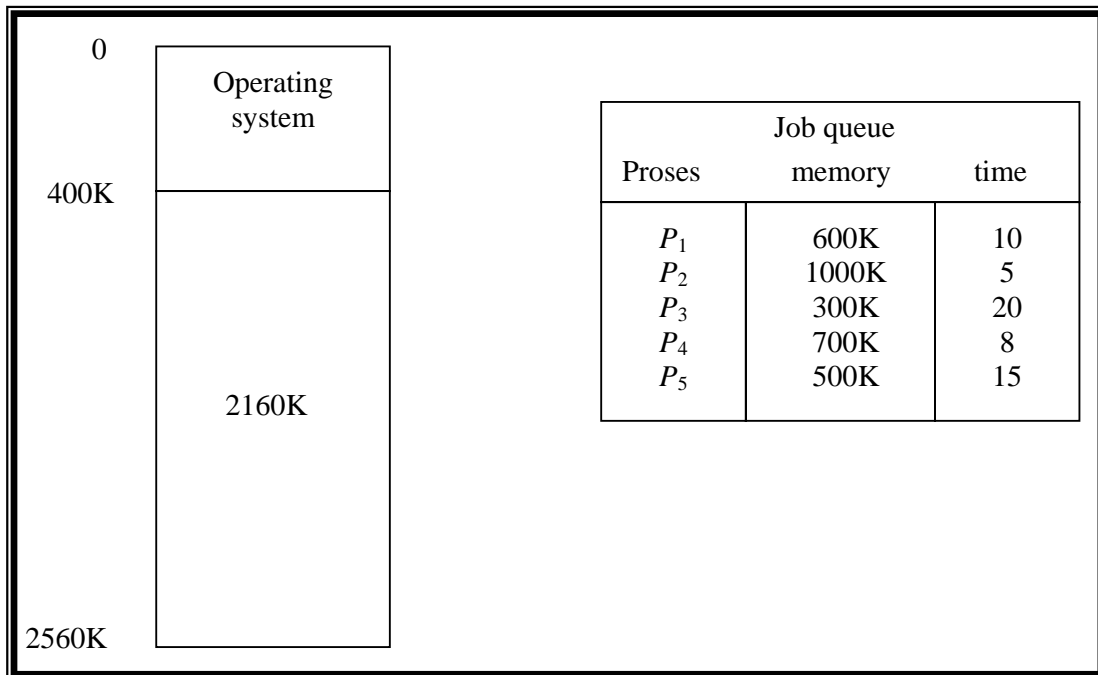 0
Operating
system
400K
2160K
2560K
Job queue
Proses memory time
P1 600K 10
P2 1000K 5
P3 300K 20
P4 700K 8
P5 500K 15